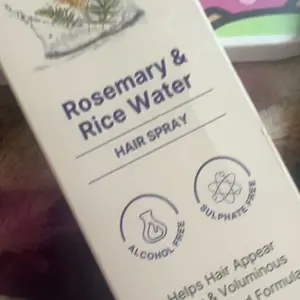 Rosemary &
Rice Water
HAIR SPRAY
ALCOHOL FREE
SULPHATE FREE
Helps Hair Appear
& Voluminous
Formula